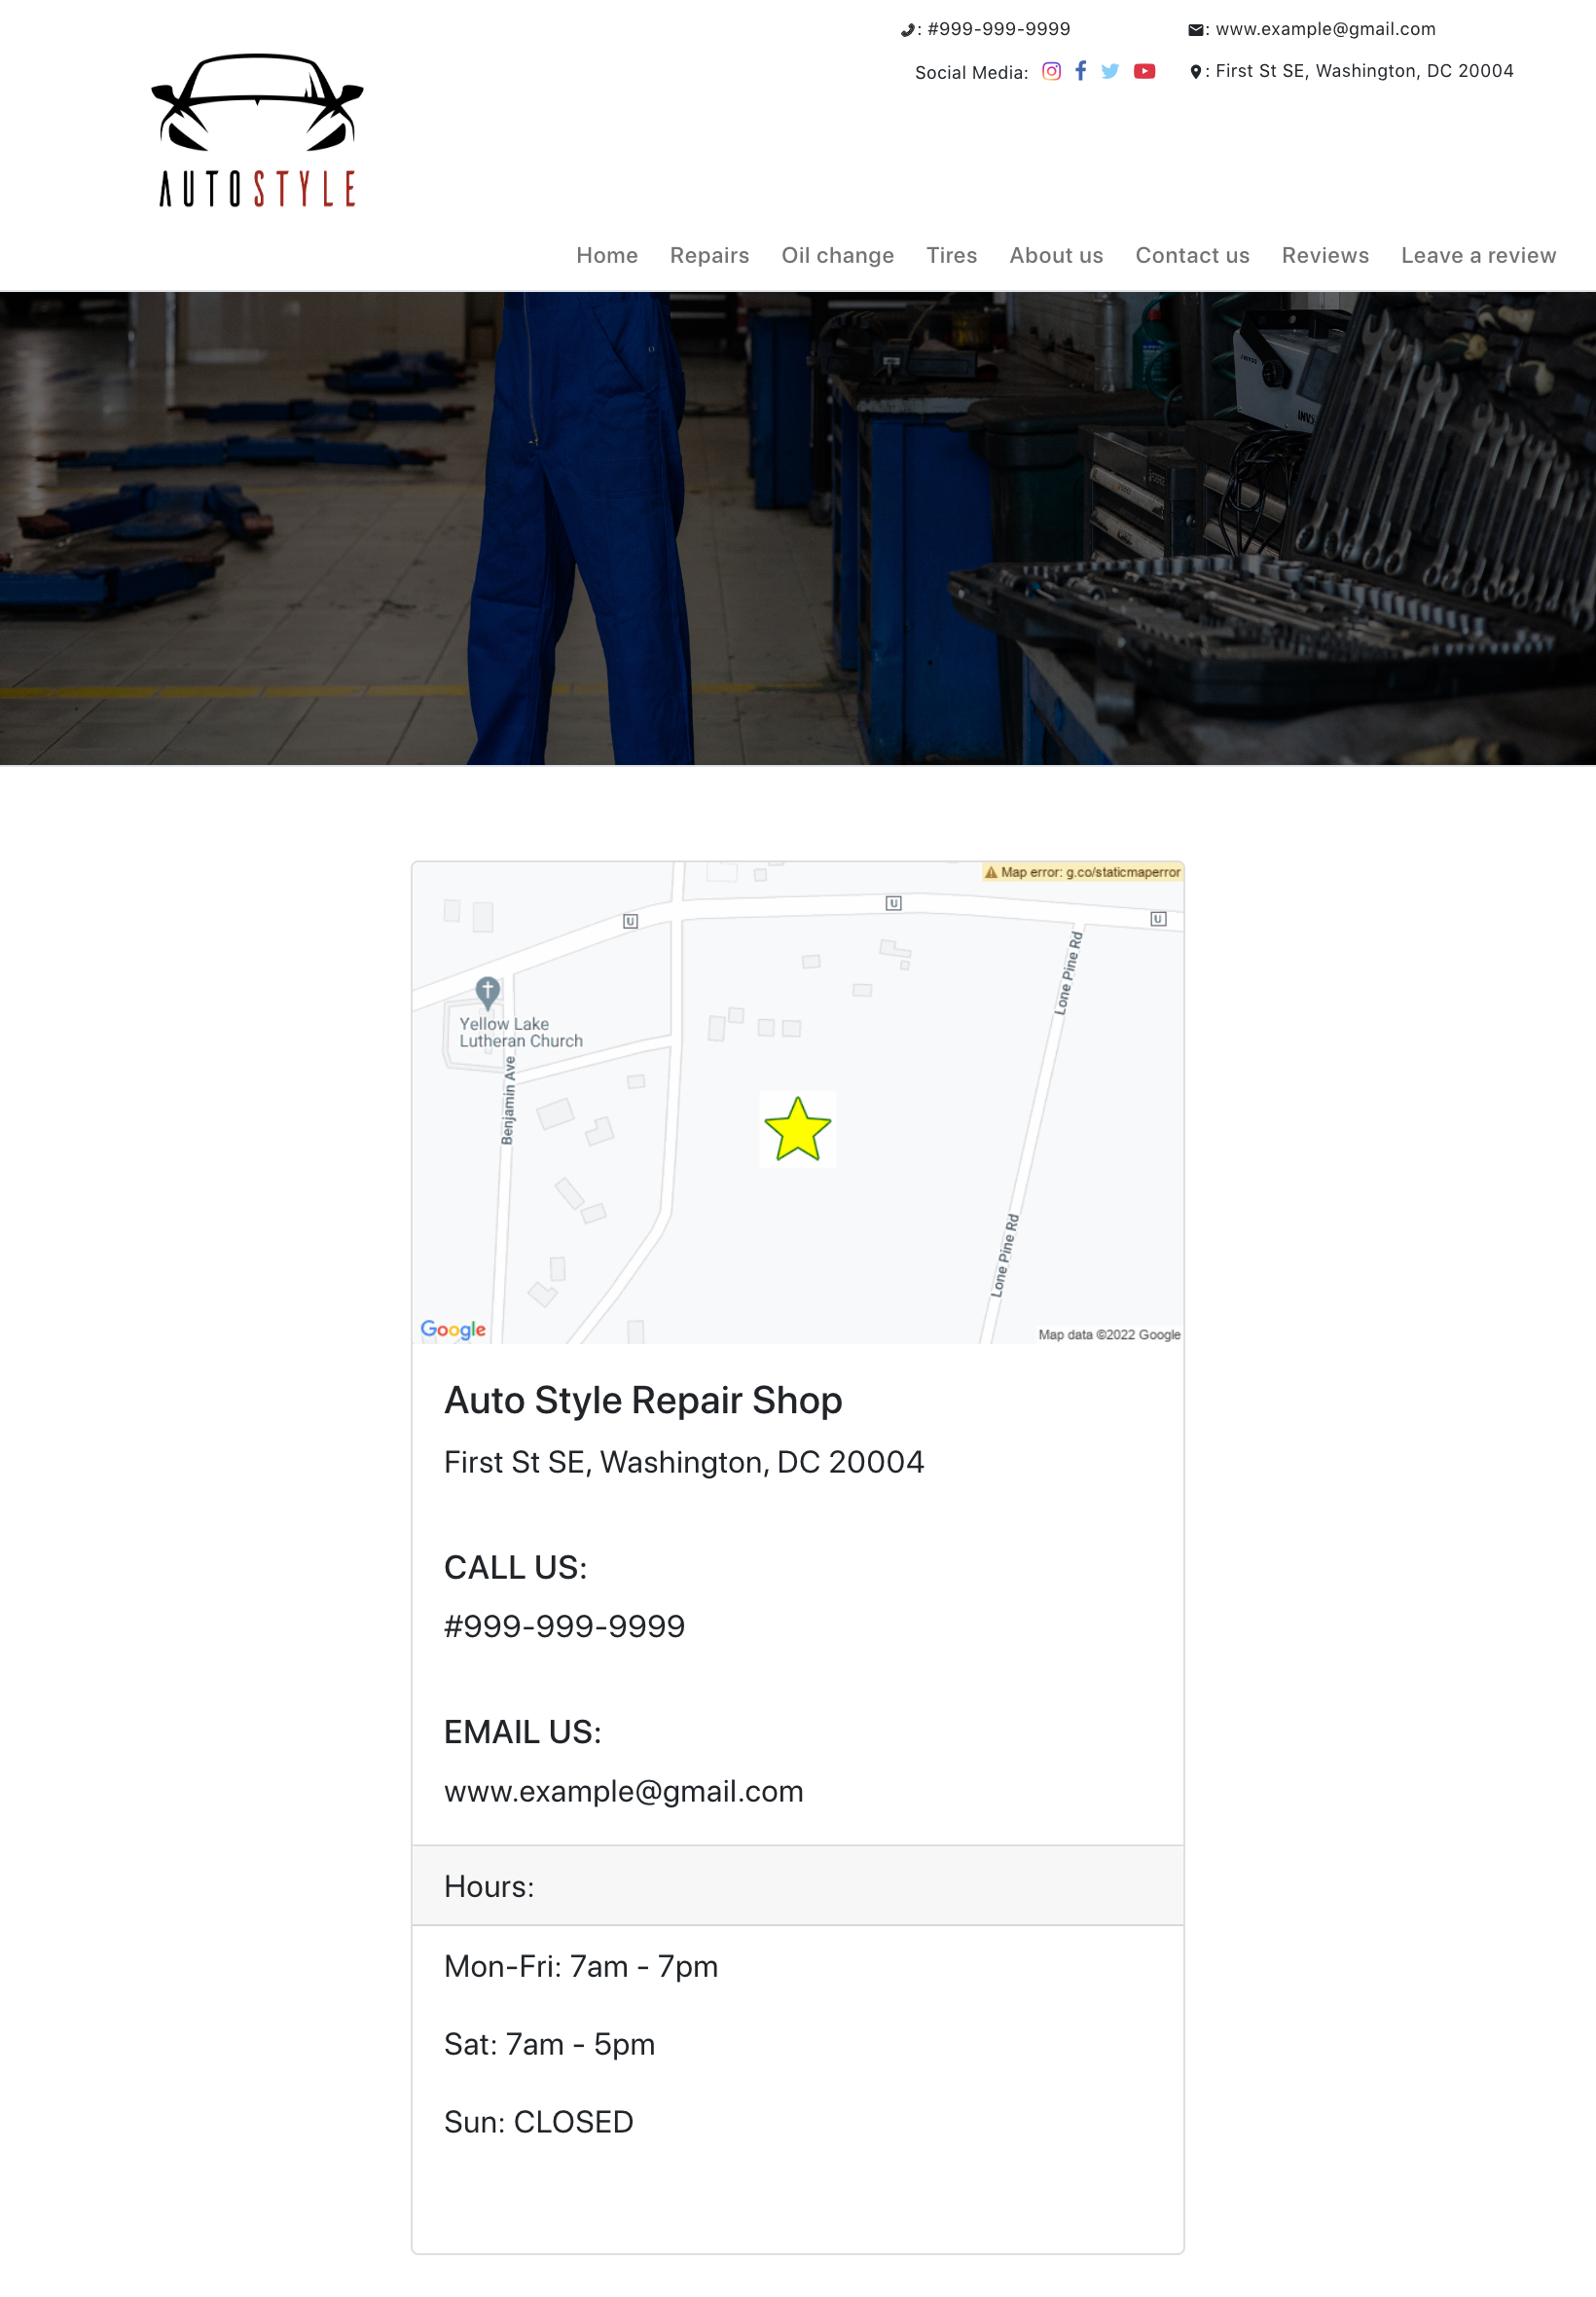 : #999-999-9999
: www.example@gmail.com
Social Media:
: First St SE, Washington, DC 20004
AUTOSTYLE
Home Repairs Oil change Tires About us Contact us Reviews Leave a review
Map error: g.co/staticmaperror
U
U
U
Lone Pine Rd
Yellow Lake
Lutheran Church
Benjamin Ave
Lone Pine Rd
Google
Map data ©2022 Google
Auto Style Repair Shop
First St SE, Washington, DC 20004
CALL US:
#999-999-9999
EMAIL US:
www.example@gmail.com
Hours:
Mon-Fri: 7am - 7pm
Sat: 7am - 5pm
Sun: CLOSED